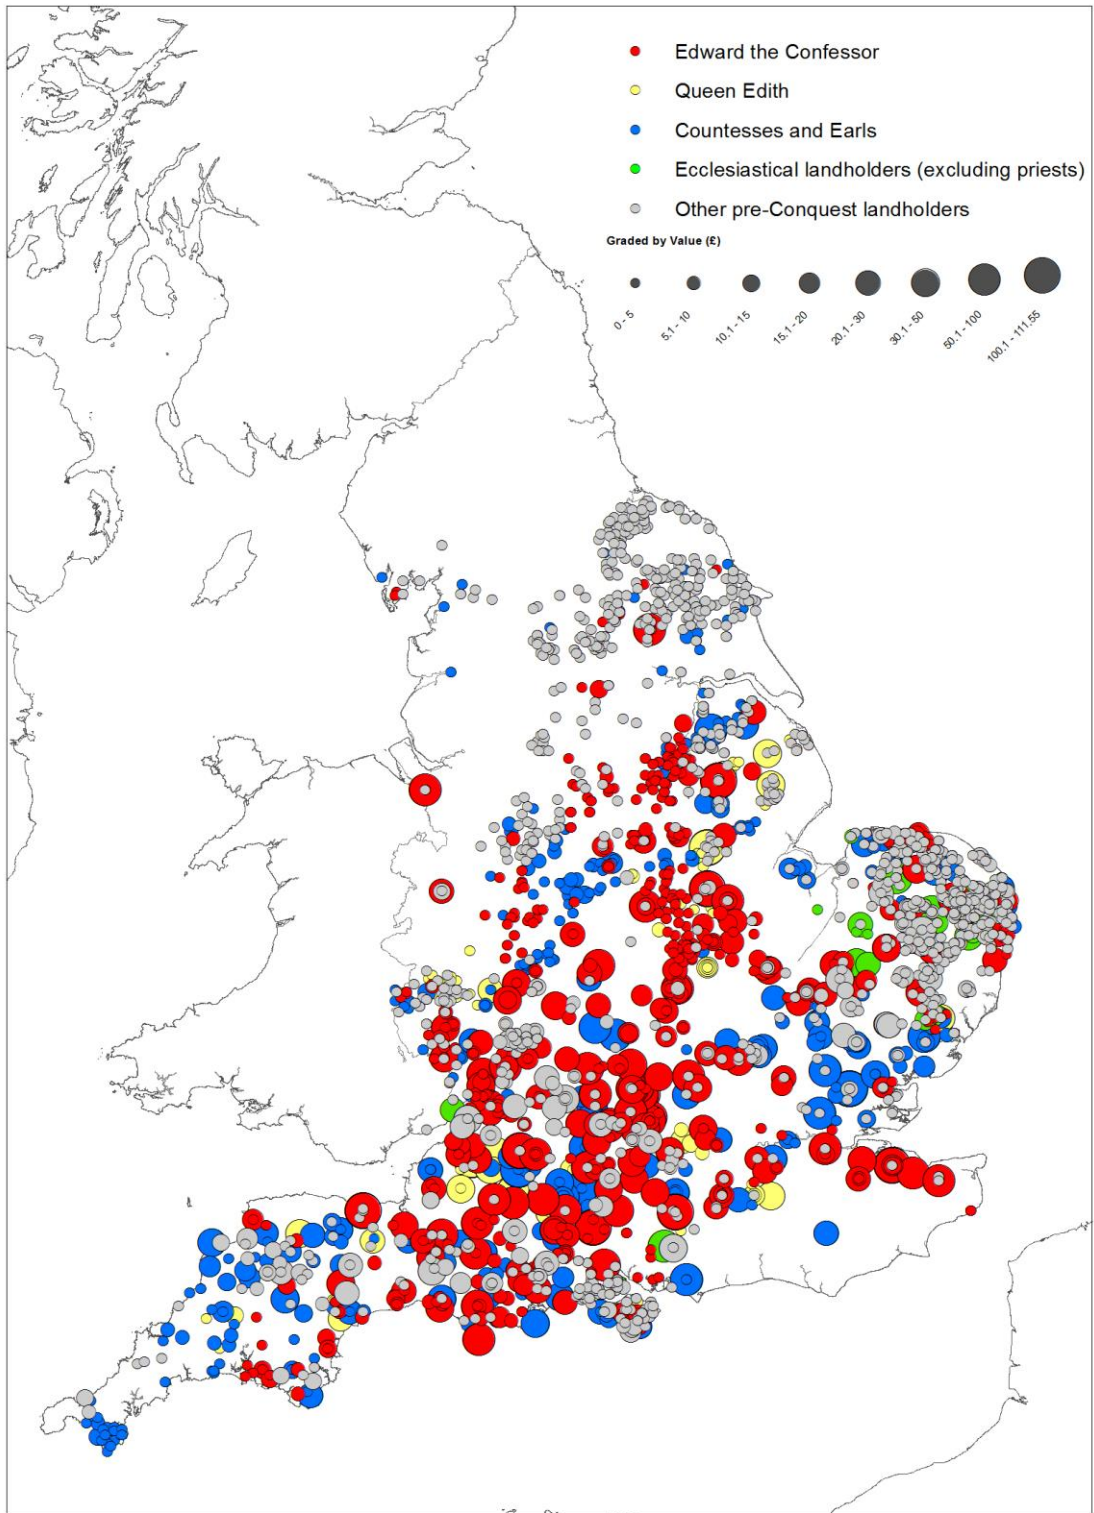 Edward the Confessor
Queen Edith
Countesses and Earls
Ecclesiastical landholders (excluding priests)
Other pre-Conquest landholders
Graded by Value (£)
0 - 5
5.1 - 10
10.1 - 15
15.1 - 20
20.1 - 30
30.1 - 50
50.1 - 100
100.1 - 111.55